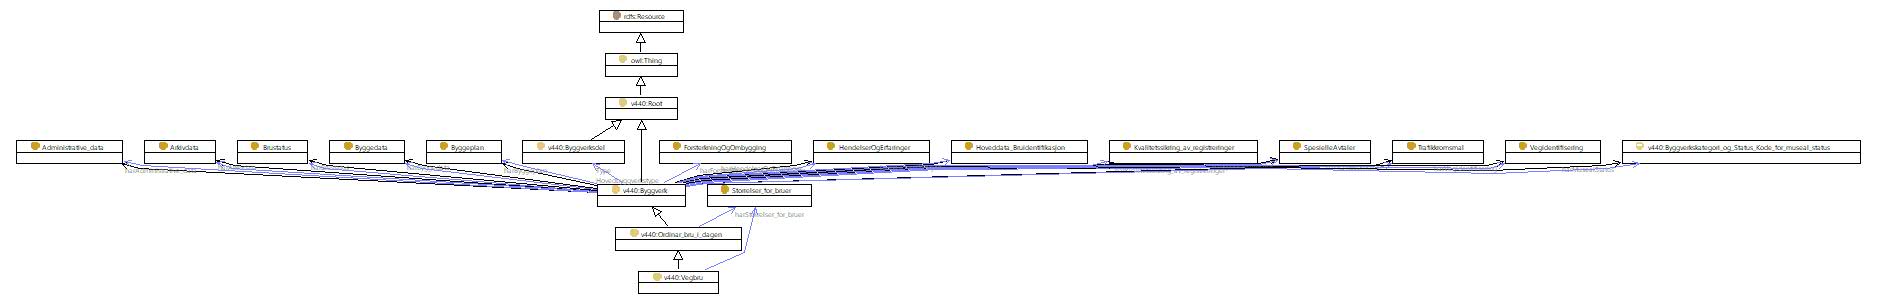 rdfs:Resource
owl:Thing
v440:Root
Administrative_data
Arkivdata
Brustatus
Byggedata
Byggeplan
v440:Byggverksdel
ForsterkningOgOmbygging
HendelserOgErfaringer
Hoveddata_Bruidentifikasjon
Kvalitetssikring_av_registreringer
SpesielleAvtaler
Trafikkromsmal
Vegidentifisering
v440:Byggverkskategori_og_Status_Kode_for_museal_status
v440:Byggverk
Storrelser_for_bruer
harStorrelser_for_bruer
v440:Ordinar_bru_i_dagen
v440:Vegbru